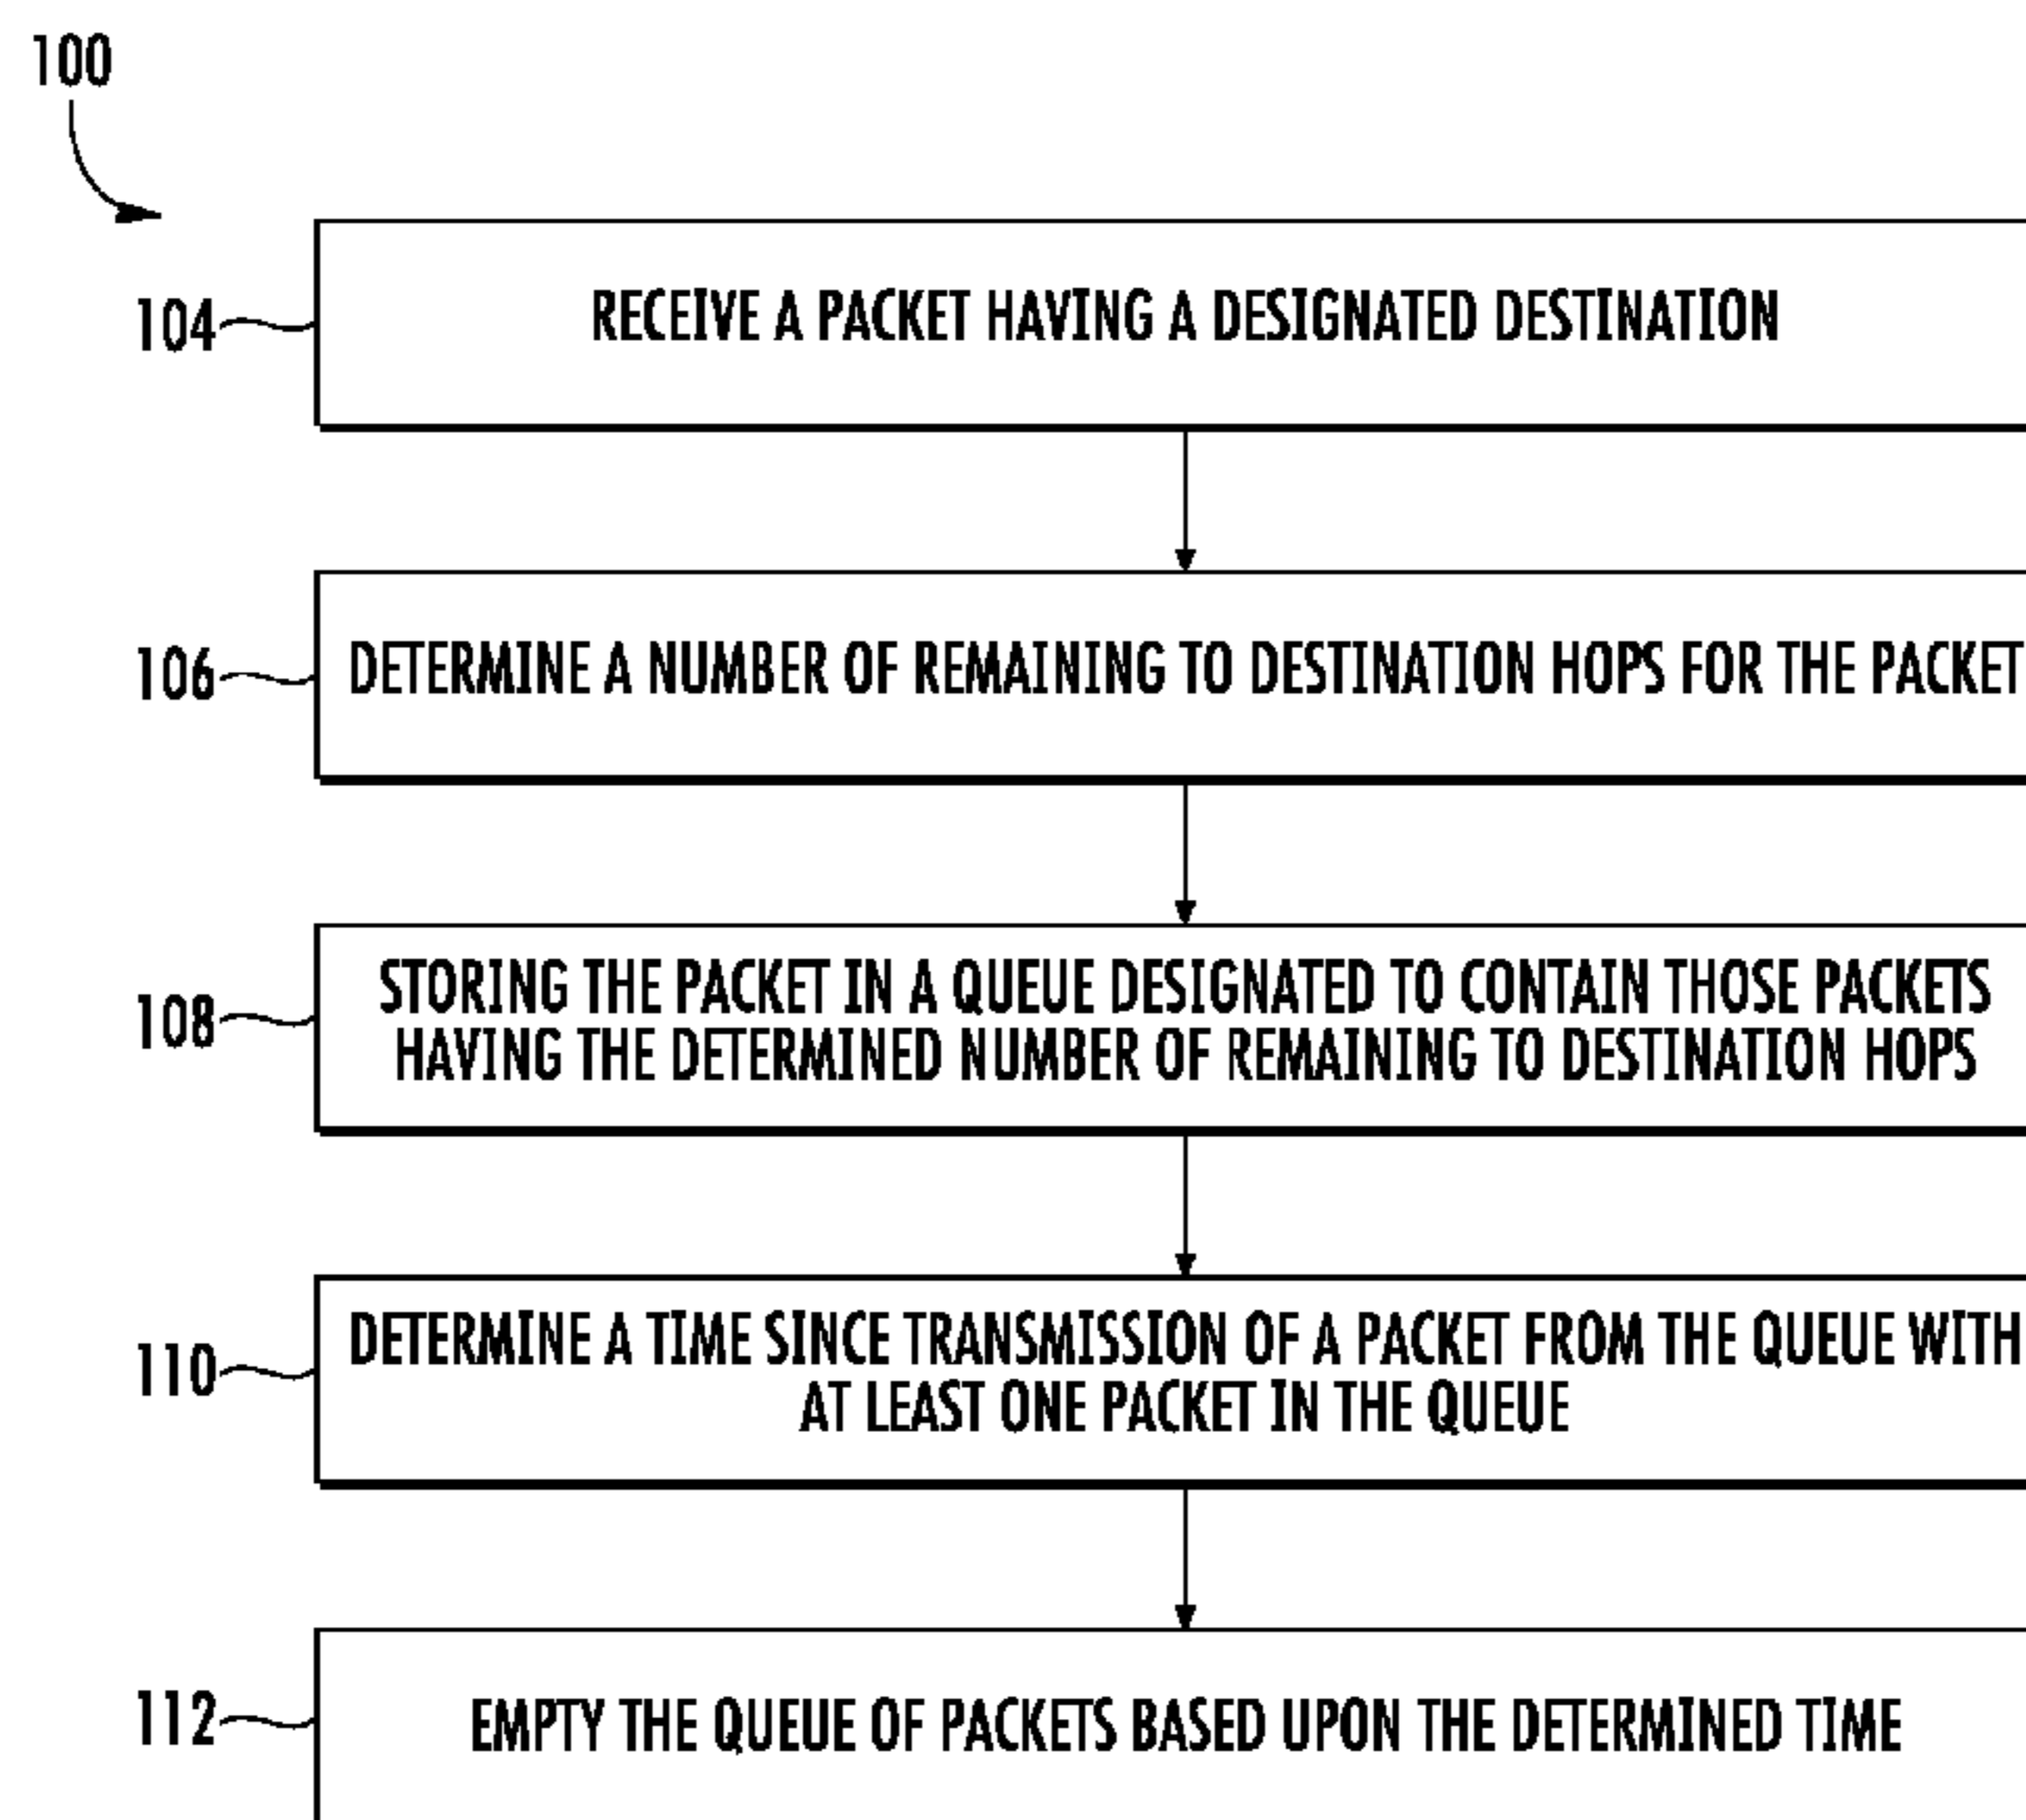 100
104
RECEIVE A PACKET HAVING A DESIGNATED DESTINATION
106
DETERMINE A NUMBER OF REMAINING TO DESTINATION HOPS FOR THE PACKET
108
STORING THE PACKET IN A QUEUE DESIGNATED TO CONTAIN THOSE PACKETS
HAVING THE DETERMINED NUMBER OF REMAINING TO DESTINATION HOPS
110
DETERMINE A TIME SINCE TRANSMISSION OF A PACKET FROM THE QUEUE WITH
AT LEAST ONE PACKET IN THE QUEUE
112
EMPTY THE QUEUE OF PACKETS BASED UPON THE DETERMINED TIME